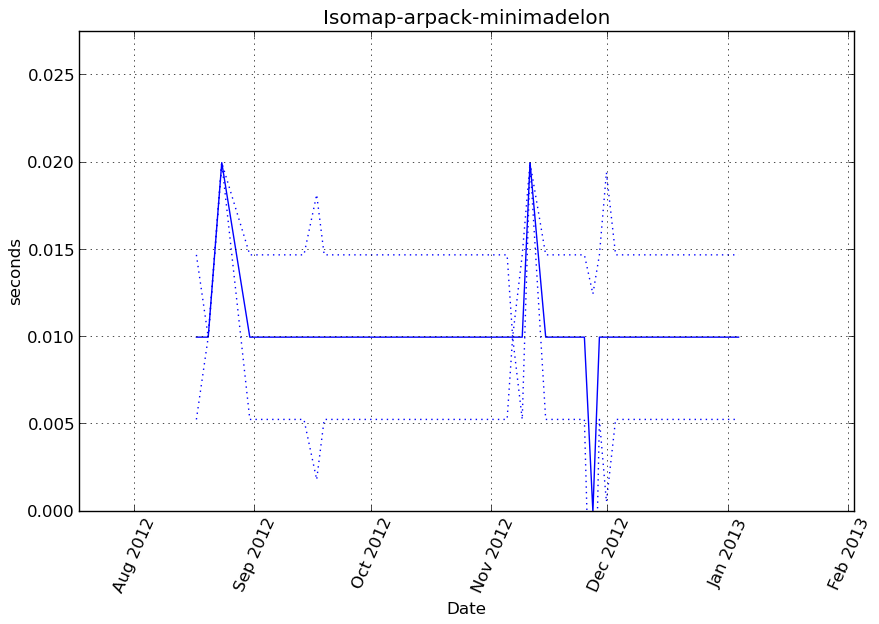 Isomap-arpack-minimadelon
0.025
0.020
0.015
0.010
0.005
0.000
seconds
Aug 2012
Sep 2012
Oct 2012
Nov 2012
Dec 2012
Jan 2013
Feb 2013
Date